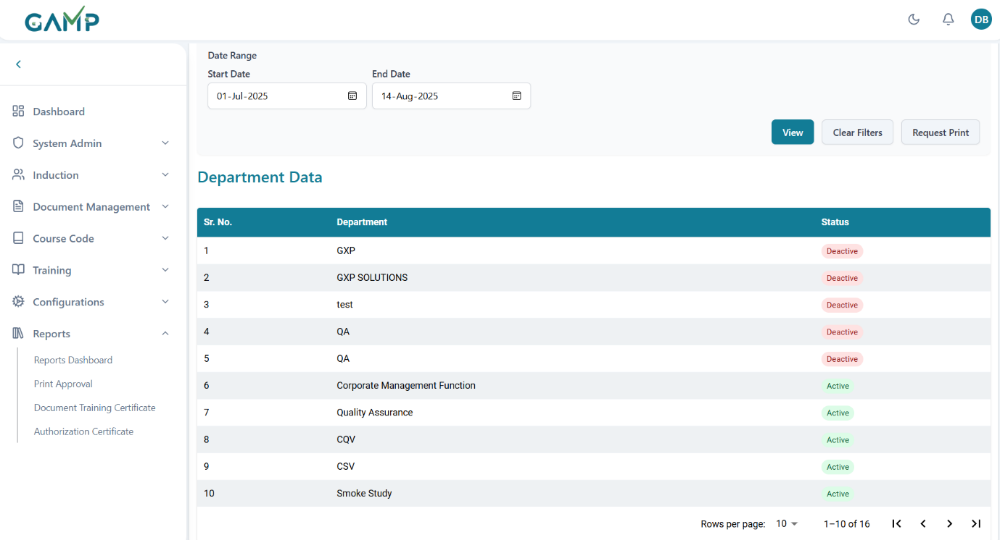 GAMP
DB
Date Range
Start Date End Date
01-Jul-2025 14-Aug-2025
View Clear Filters Request Print
Dashboard
System Admin
Induction
Document Management
Course Code
Training
Configurations
Reports
Reports Dashboard
Print Approval
Document Training Certificate
Authorization Certificate
Department Data
Sr. No. Department Status
1 GXP Deactive
2 GXP SOLUTIONS Deactive
3 test Deactive
4 QA Deactive
5 QA Deactive
6 Corporate Management Function Active
7 Quality Assurance Active
8 CQV Active
9 CSV Active
10 Smoke Study Active
Rows per page: 10 1–10 of 16